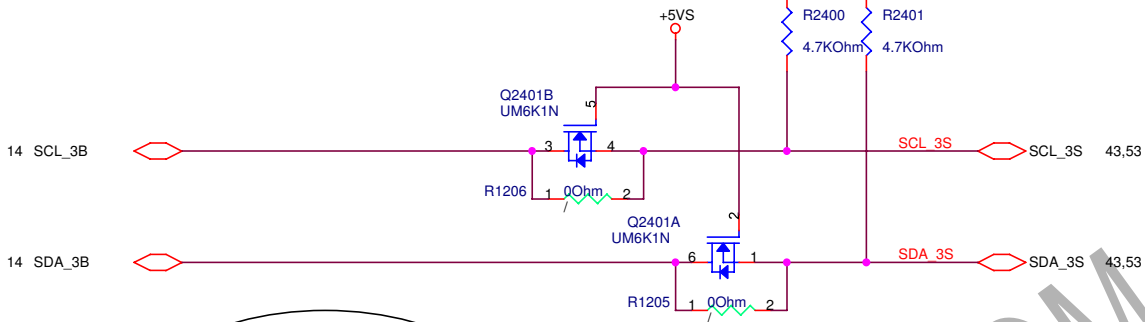 +5VS
R2400
R2401
4.7KOhm
4.7KOhm
Q2401B
UM6K1N
5
14 SCL_3B
3
4
SCL_3S
SCL_3S 43,53
R1206
1
0Ohm
2
Q2401A
UM6K1N
2
14 SDA_3B
6
1
SDA_3S
SDA_3S 43,53
R1205
1
0Ohm
2
OM